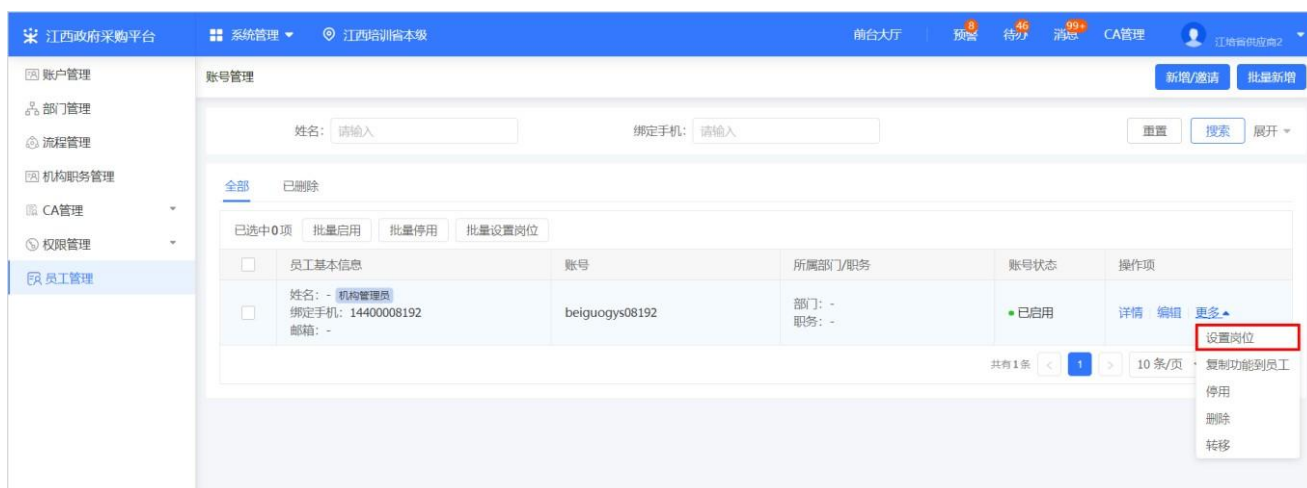 江西政府采购平台 系统管理 江西培训省本级 前台大厅 预警 8 待办 46 消息 99+ CA管理 江培省供应商2
账户管理
部门管理
流程管理
机构职务管理
CA管理
权限管理
员工管理
账号管理 新增/邀请 批量新增
姓名： 请输入 绑定手机： 请输入 重置 搜索 展开
全部 已删除
已选中0项 批量启用 批量停用 批量设置岗位
员工基本信息 账号 所属部门/职务 账号状态 操作项
姓名： - 机构管理员
绑定手机： 14400008192
邮箱： -
beiguogys08192
部门： -
职务： -
已启用
详情 编辑 更多
设置岗位
复制功能到员工
停用
删除
转移
共有1条 < 1 > 10 条/页